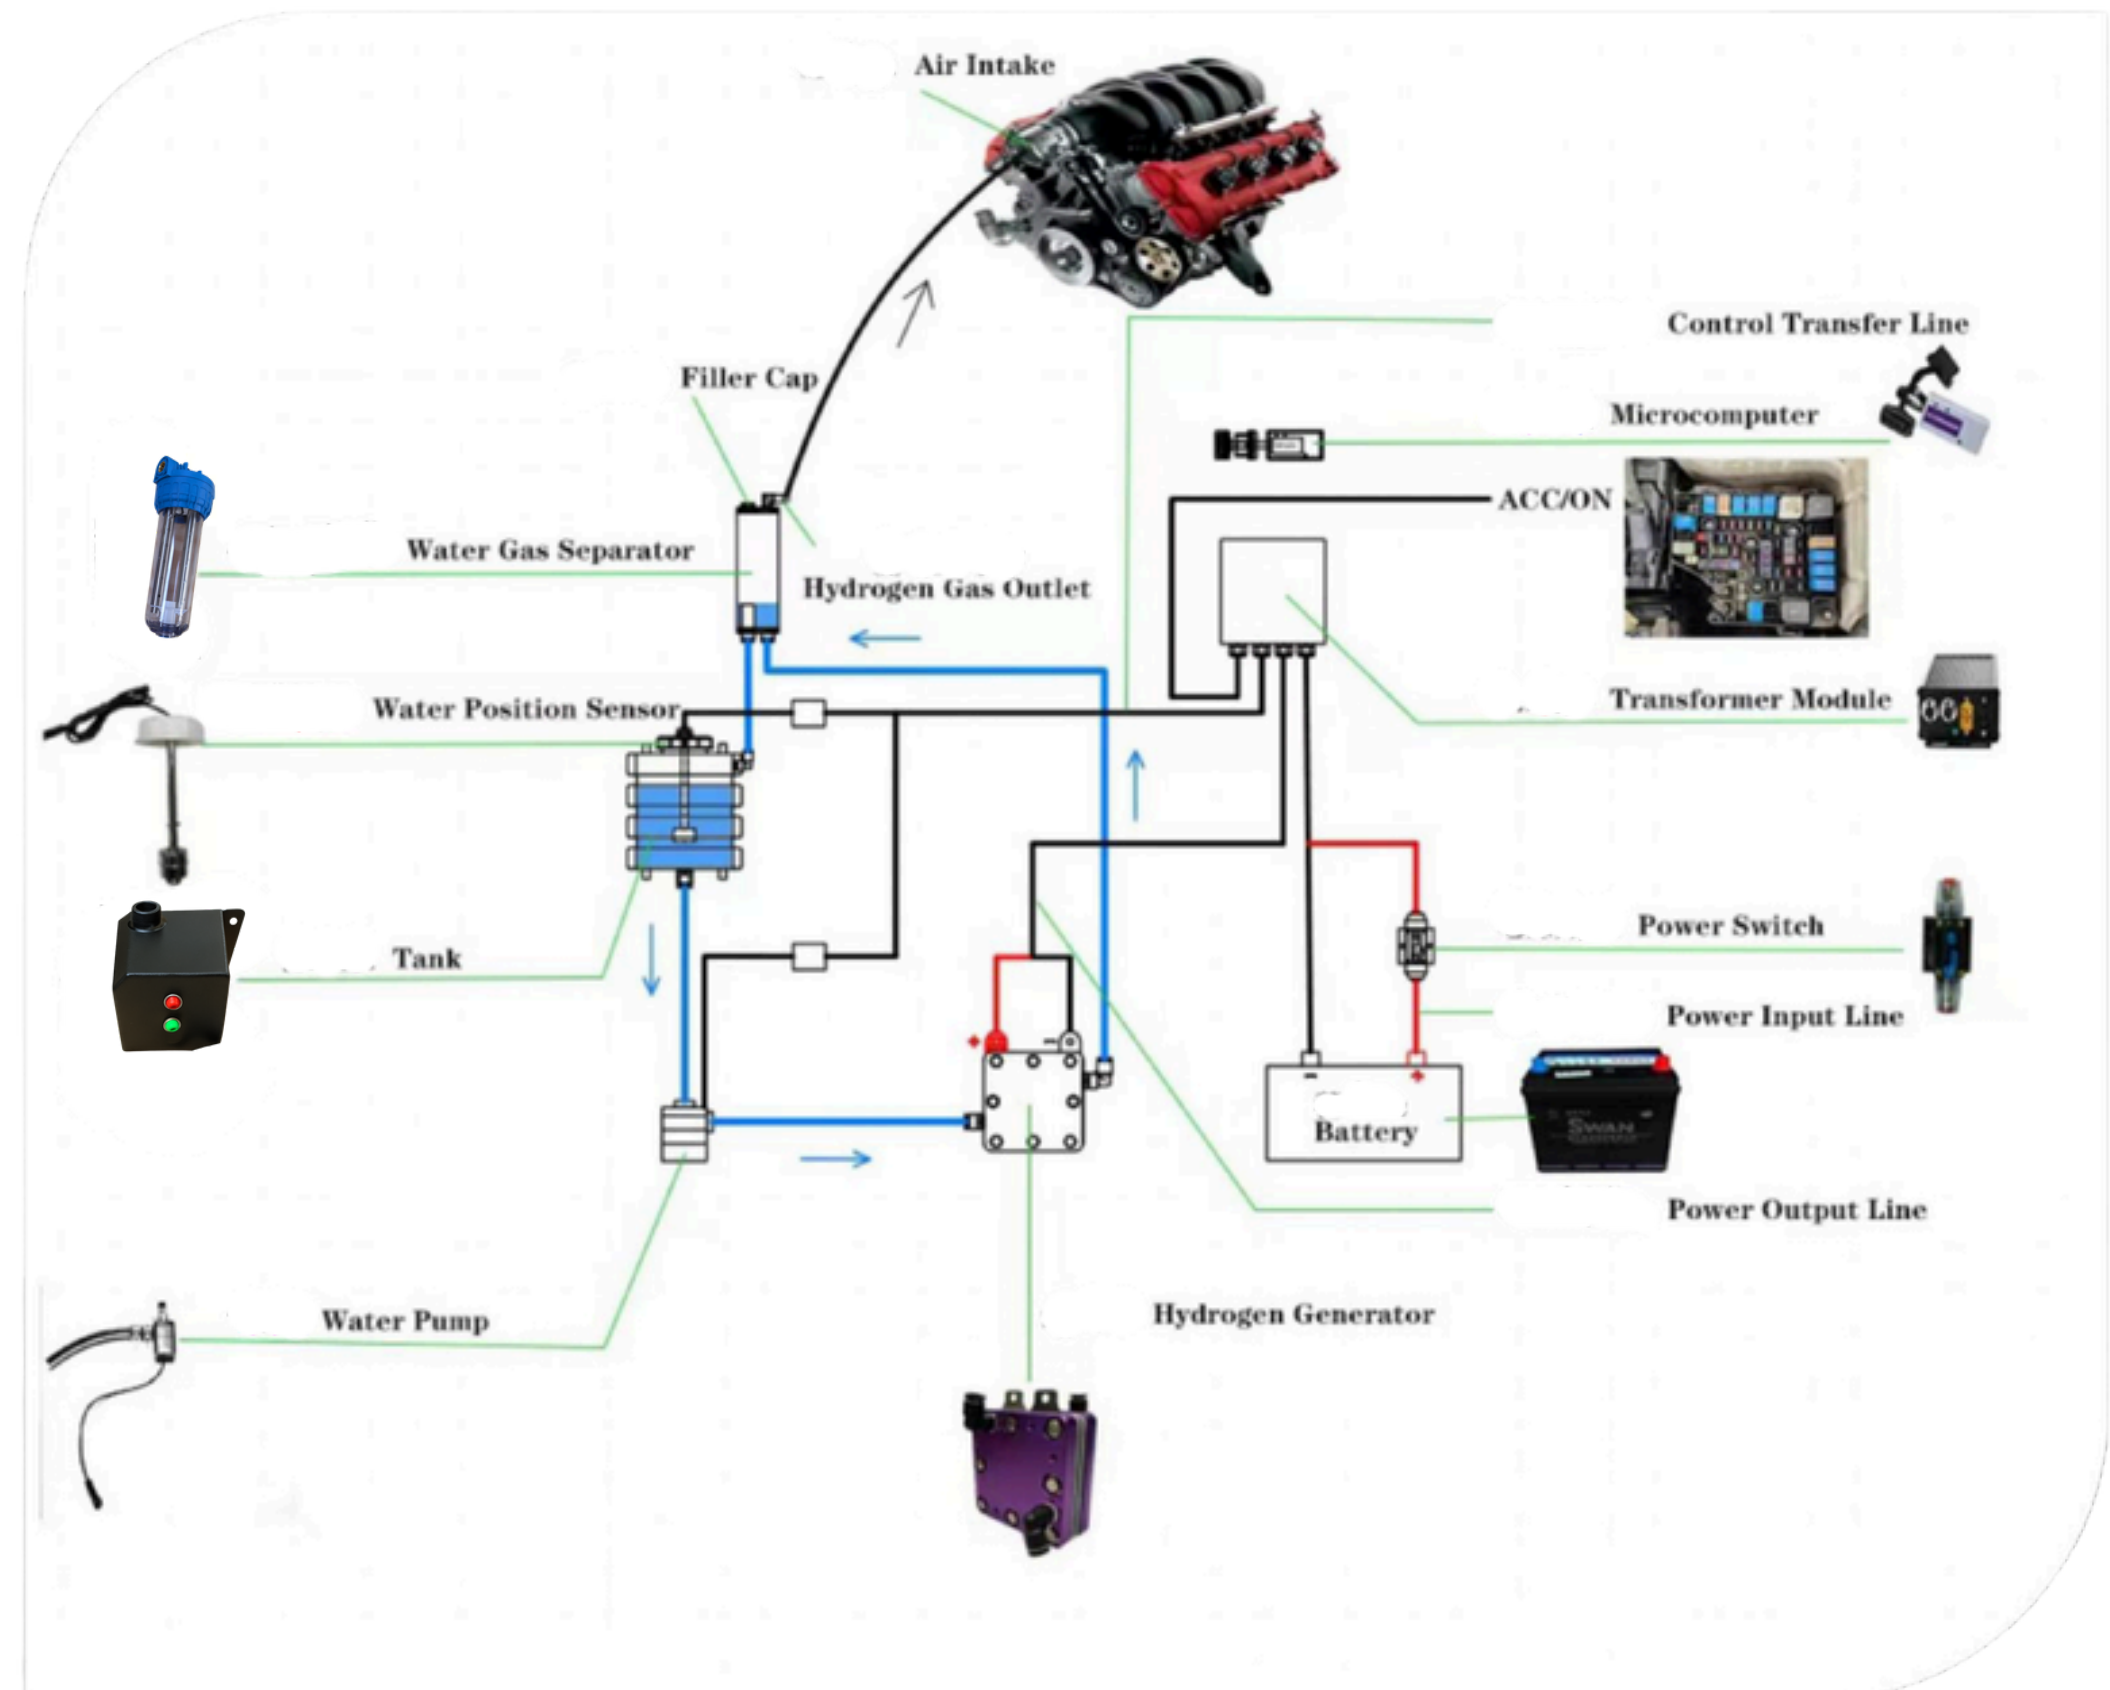 Air Intake
Control Transfer Line
Filler Cap
Microcomputer
ACC/ON
Water Gas Separator
Hydrogen Gas Outlet
Water Position Sensor
Transformer Module
Power Switch
Tank
Power Input Line
+
−
−
+
Battery
SWAN
Power Output Line
Hydrogen Generator
Water Pump